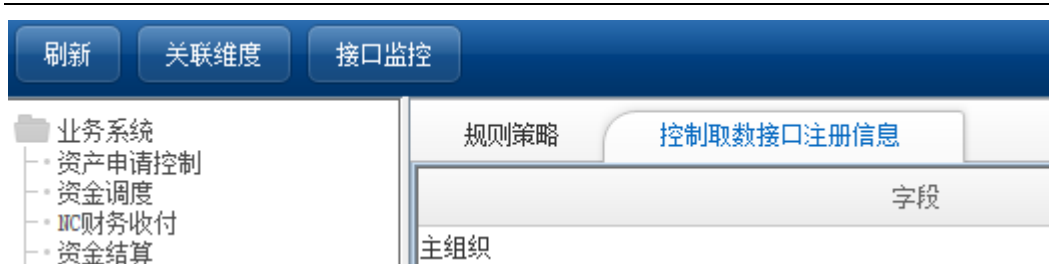 刷新 关联维度 接口监控
业务系统
资产申请控制
资金调度
NC财务收付
资金结算
规则策略 控制取数接口注册信息
字段
主组织